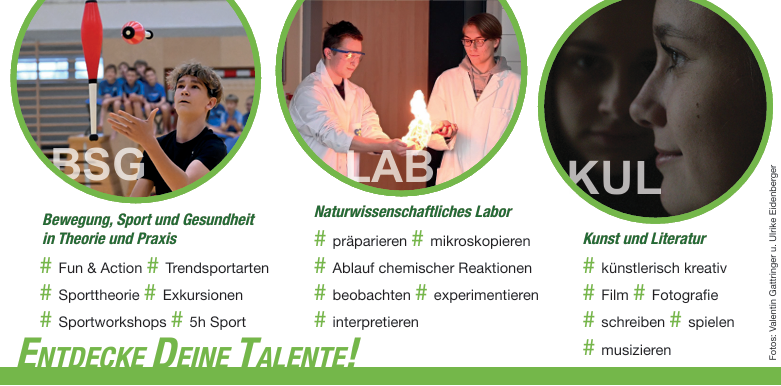 BSG
Bewegung, Sport und Gesundheit
in Theorie und Praxis
# Fun & Action # Trendsportarten
# Sporttheorie # Exkursionen
# Sportworkshops # 5h Sport
LAB
Naturwissenschaftliches Labor
# präparieren # mikroskopieren
# Ablauf chemischer Reaktionen
# beobachten # experimentieren
# interpretieren
KUL
Kunst und Literatur
# künstlerisch kreativ
# Film # Fotografie
# schreiben # spielen
# musizieren
ENTDECKE DEINE TALENTE!
Fotos: Valentin Gattringer u. Ulrike Eidenberger